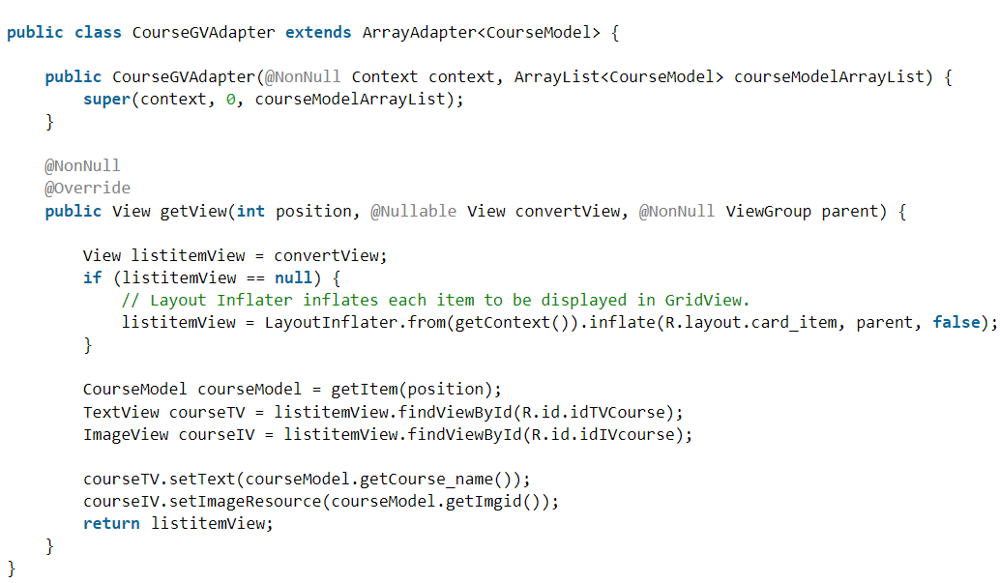 public class CourseGVAdapter extends ArrayAdapter<CourseModel> {
public CourseGVAdapter(@NonNull Context context, ArrayList<CourseModel> courseModelArrayList) {
super(context, 0, courseModelArrayList);
}
@NonNull
@Override
public View getView(int position, @Nullable View convertView, @NonNull ViewGroup parent) {
View listitemView = convertView;
if (listitemView == null) {
// Layout Inflater inflates each item to be displayed in GridView.
listitemView = LayoutInflater.from(getContext()).inflate(R.layout.card_item, parent, false);
}
CourseModel courseModel = getItem(position);
TextView courseTV = listitemView.findViewById(R.id.idTVCourse);
ImageView courseIV = listitemView.findViewById(R.id.idIVcourse);
courseTV.setText(courseModel.getCourse_name());
courseIV.setImageResource(courseModel.getImgid());
return listitemView;
}
}